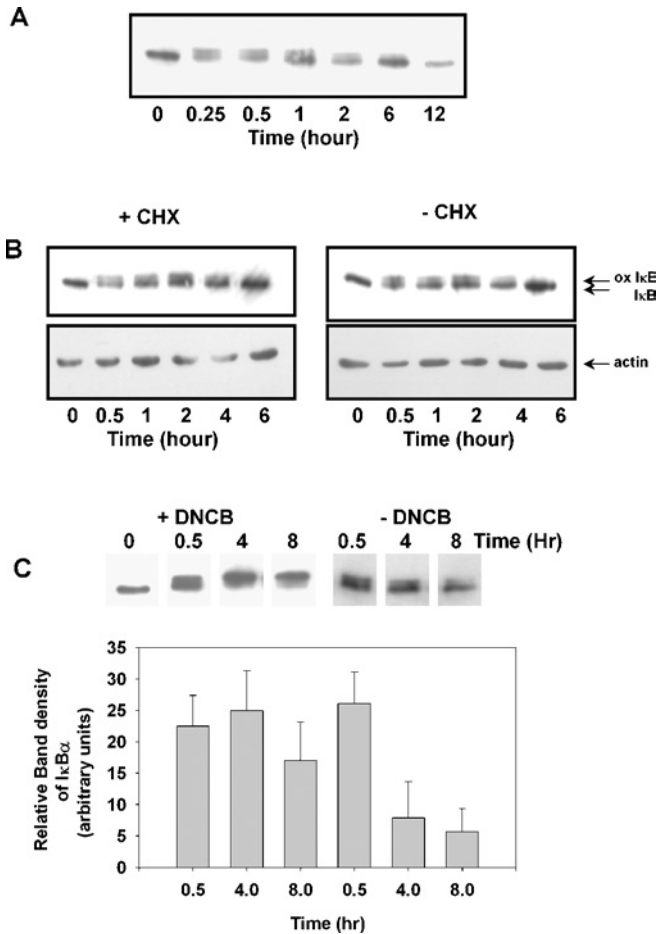 A
0 0.25 0.5 1 2 6 12
Time (hour)
+ CHX - CHX
B
ox IκB
IκB
actin
0 0.5 1 2 4 6 0 0.5 1 2 4 6
Time (hour) Time (hour)
+ DNCB - DNCB
0 0.5 4 8 0.5 4 8 Time (Hr)
C
35
30
25
20
15
10
5
0
Relative Band density
of IκBα
(arbitrary units)
0.5 4.0 8.0 0.5 4.0 8.0
Time (hr)